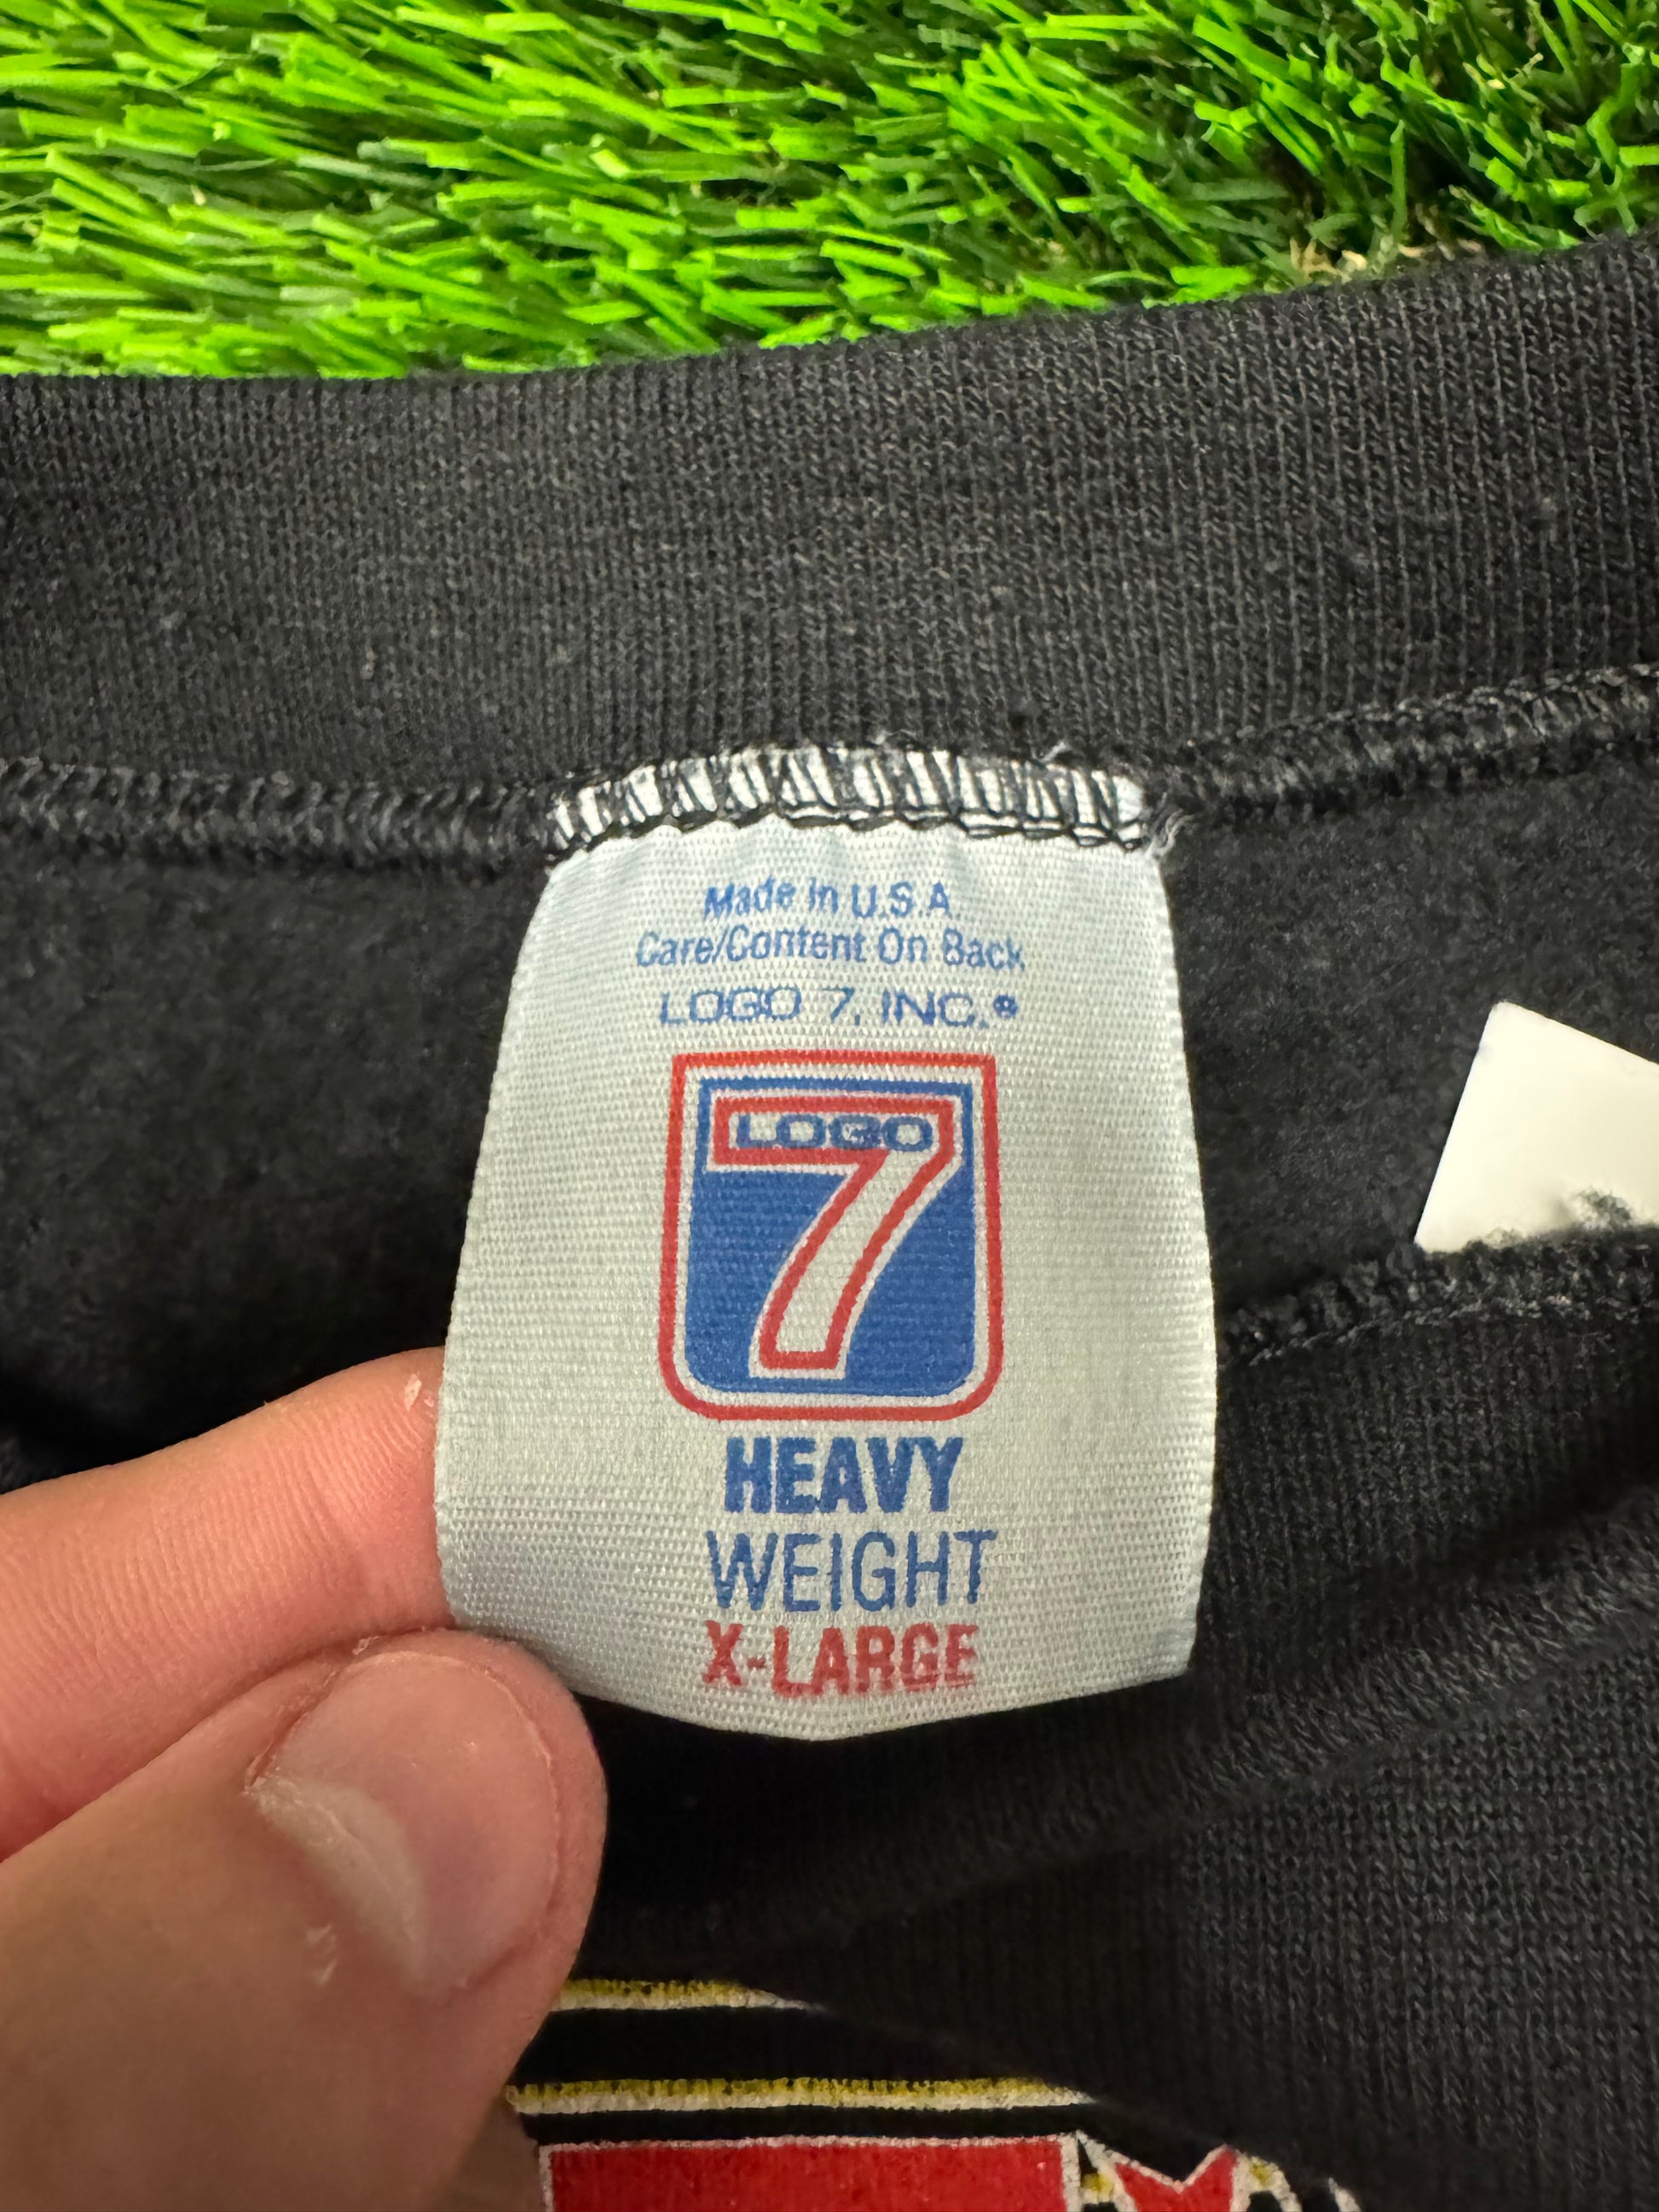 Made In U.S.A.
Care/Content On Back
LOGO 7, INC.®
LOGO
7
HEAVY
WEIGHT
X-LARGE